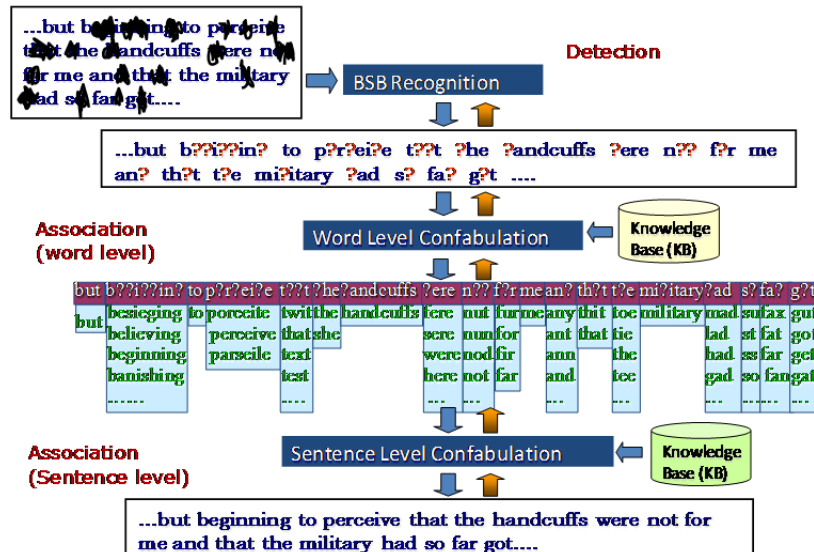 ...but beginning to perceive
that the handcuffs were not
for me and that the military
had so far got....
Detection
BSB Recognition
...but b??i??in? to p?r?ei?e t??t ?he ?andcuffs ?ere n?? f?r me
an? th?t t?e mi?itary ?ad s? fa? g?t ....
Association
(word level)
Word Level Confabulation
Knowledge
Base (KB)
but b??i??in? to p?r?ei?e t??t ?he ?andcuffs ?ere n?? f?r me an? th?t t?e mi?itary ?ad s? fa? g?t
but besieging to porceite twit the handcuffs fere nut fur me any thit toe military mad su fax gut
believing perceive that she sere nun for ant that tie lad st fat got
beginning parseile text were nod fir ann the had ss far get
banishing test here not far and tee gad so fan gat
...... .... .... .... .... .... .... .... ....
Association
(Sentence level)
Sentence Level Confabulation
Knowledge
Base (KB)
...but beginning to perceive that the handcuffs were not for
me and that the military had so far got....